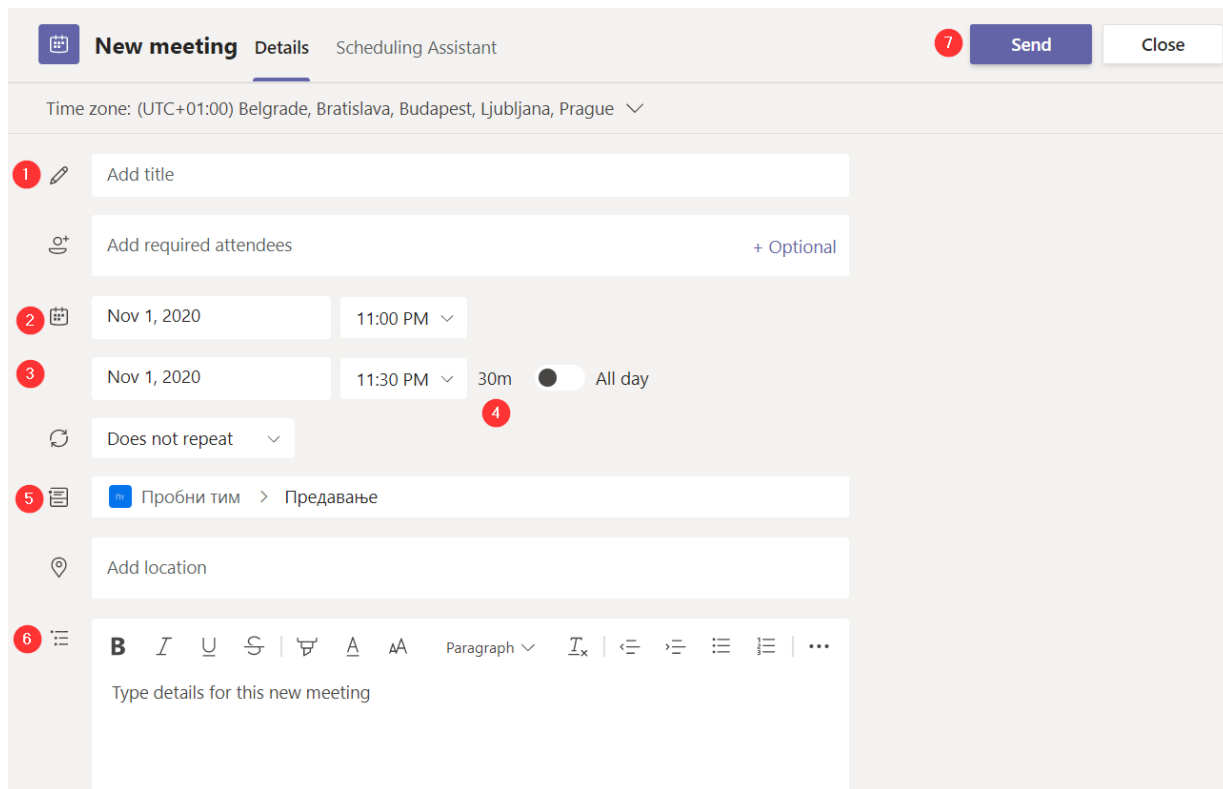 New meeting Details Scheduling Assistant 7 Send Close
Time zone: (UTC+01:00) Belgrade, Bratislava, Budapest, Ljubljana, Prague
1 Add title
Add required attendees + Optional
2 Nov 1, 2020 11:00 PM
3 Nov 1, 2020 11:30 PM 30m All day
4
Does not repeat
5 Пт Пробни тим > Предавање
Add location
6 B I U S A AA Paragraph Tx
Type details for this new meeting